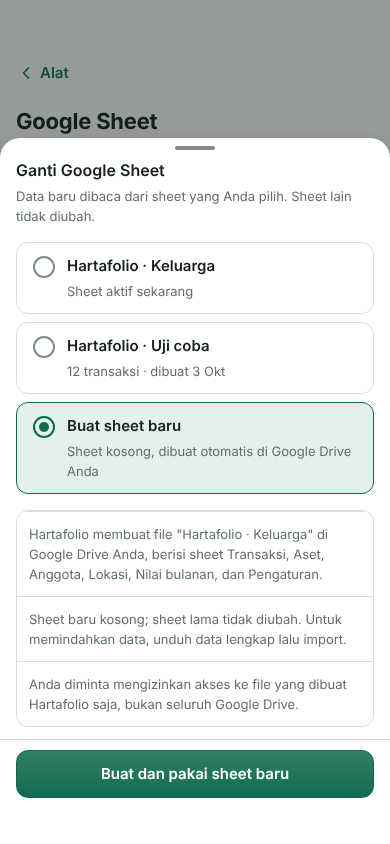 Alat
Google Sheet
Ganti Google Sheet
Data baru dibaca dari sheet yang Anda pilih. Sheet lain
tidak diubah.
Hartafolio · Keluarga
Sheet aktif sekarang
Hartafolio · Uji coba
12 transaksi · dibuat 3 Okt
Buat sheet baru
Sheet kosong, dibuat otomatis di Google Drive
Anda
Hartafolio membuat file "Hartafolio · Keluarga" di
Google Drive Anda, berisi sheet Transaksi, Aset,
Anggota, Lokasi, Nilai bulanan, dan Pengaturan.
Sheet baru kosong; sheet lama tidak diubah. Untuk
memindahkan data, unduh data lengkap lalu import.
Anda diminta mengizinkan akses ke file yang dibuat
Hartafolio saja, bukan seluruh Google Drive.
Buat dan pakai sheet baru